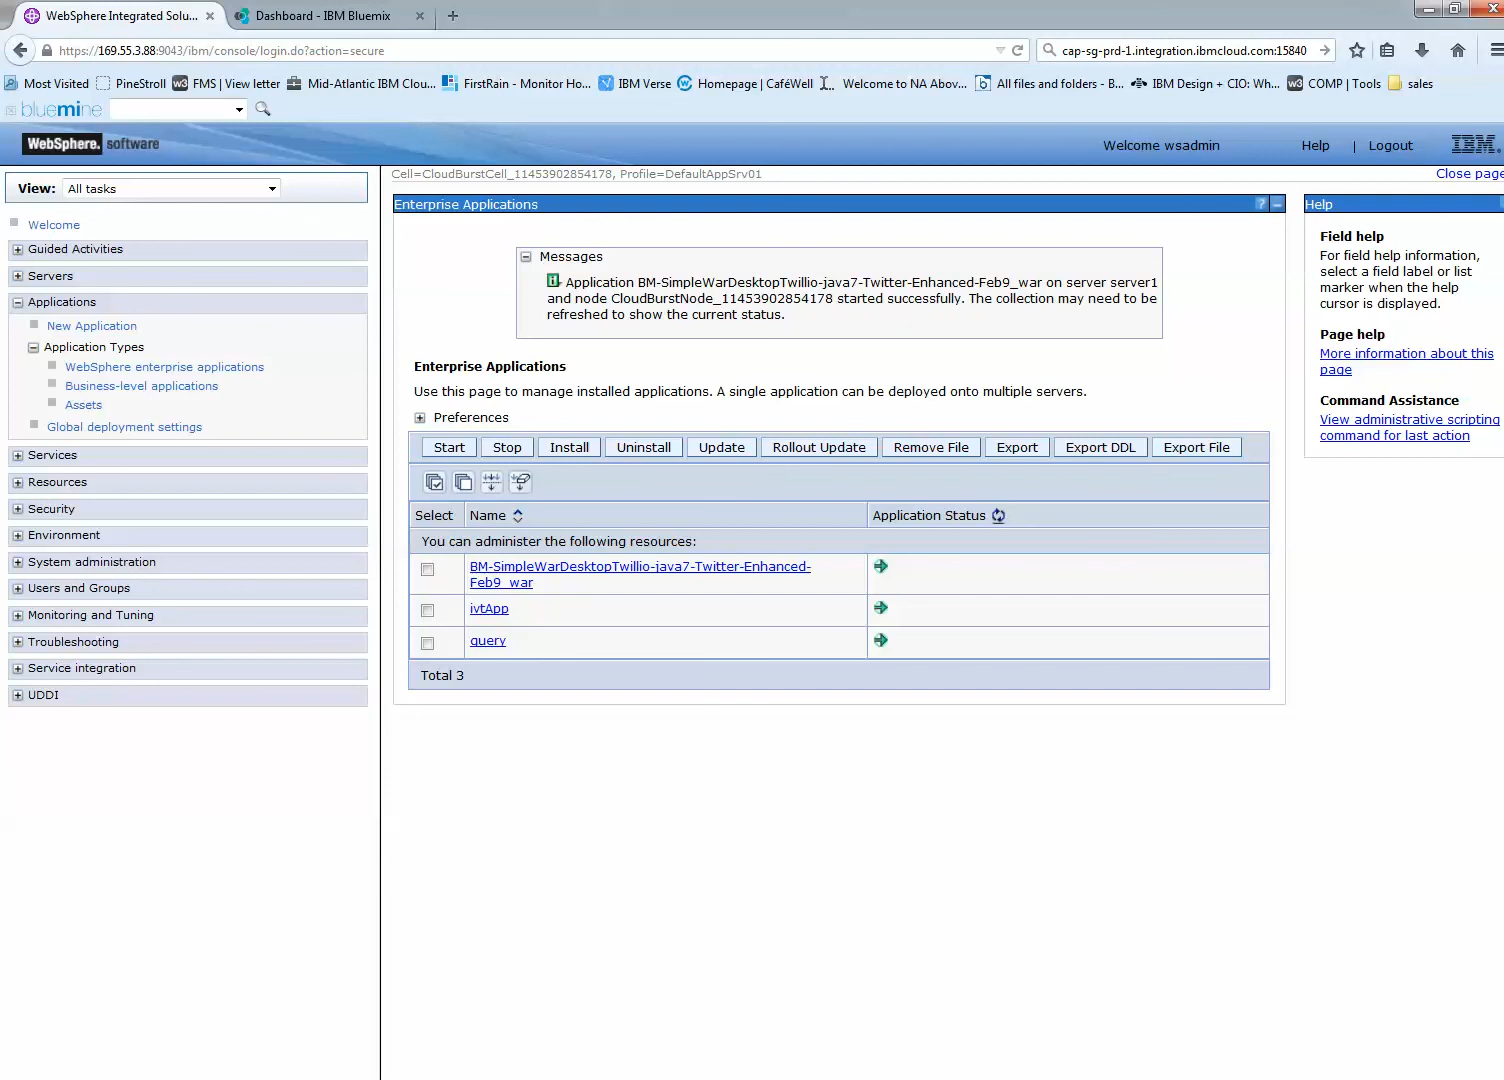 WebSphere Integrated Solu...
Dashboard - IBM Bluemix
https://169.55.3.88:9043/ibm/console/login.do?action=secure
cap-sg-prd-1.integration.ibmcloud.com:15840
Most Visited
PineStroll
w3 FMS | View letter
Mid-Atlantic IBM Clou...
FirstRain - Monitor Ho...
IBM Verse
Homepage | CaféWell
Welcome to NA Abov...
All files and folders - B...
IBM Design + CIO: Wh...
w3 COMP | Tools
sales
bluemine
WebSphere. software
Welcome wsadmin
Help | Logout
IBM.
View: All tasks
Welcome
Guided Activities
Servers
Applications
New Application
Application Types
WebSphere enterprise applications
Business-level applications
Assets
Global deployment settings
Services
Resources
Security
Environment
System administration
Users and Groups
Monitoring and Tuning
Troubleshooting
Service integration
UDDI
Cell=CloudBurstCell_11453902854178, Profile=DefaultAppSrv01
Close page
Enterprise Applications
? –
Messages
Application BM-SimpleWarDesktopTwillio-java7-Twitter-Enhanced-Feb9_war on server server1
and node CloudBurstNode_11453902854178 started successfully. The collection may need to be
refreshed to show the current status.
Enterprise Applications
Use this page to manage installed applications. A single application can be deployed onto multiple servers.
Preferences
Start
Stop
Install
Uninstall
Update
Rollout Update
Remove File
Export
Export DDL
Export File
Select
Name
Application Status
You can administer the following resources:
BM-SimpleWarDesktopTwillio-java7-Twitter-Enhanced-
Feb9_war
ivtApp
query
Total 3
Help
Field help
For field help information,
select a field label or list
marker when the help
cursor is displayed.
Page help
More information about this
page
Command Assistance
View administrative scripting
command for last action